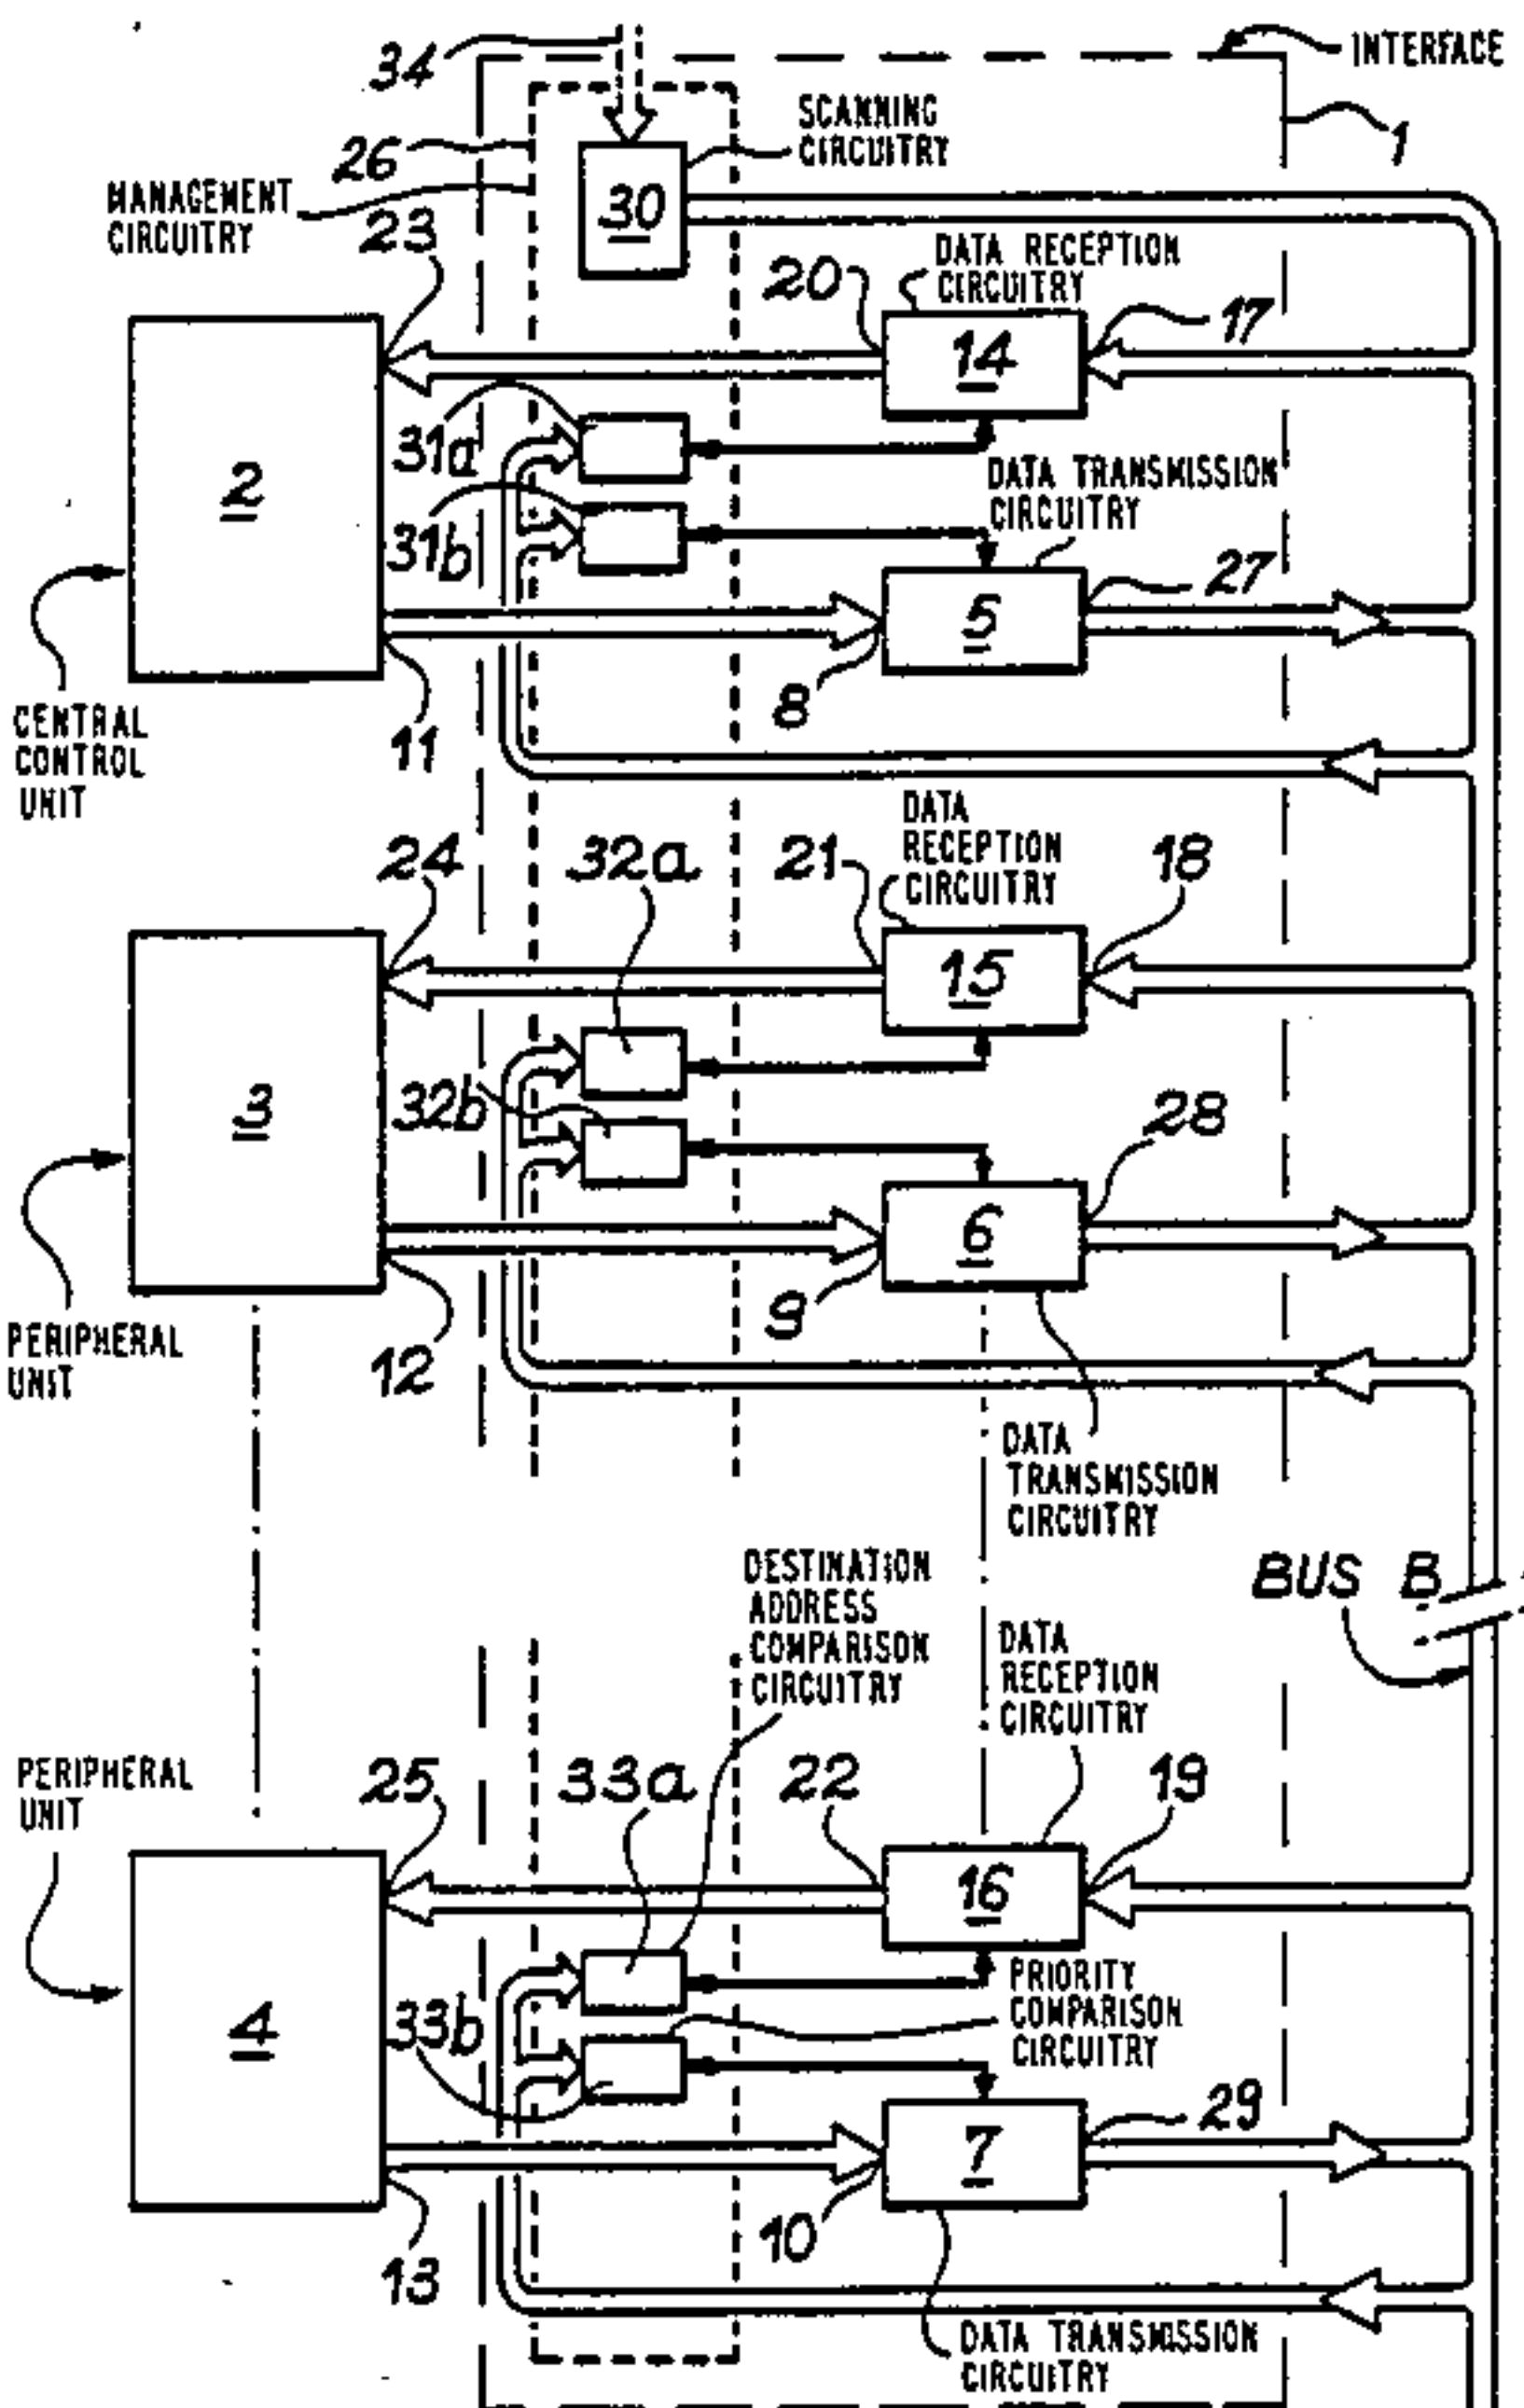 34
INTERFACE
SCANNING
CIRCUITRY
1
26
MANAGEMENT
CIRCUITRY
30
23
DATA RECEPTION
CIRCUITRY
20
17
14
31a
2
DATA TRANSMISSION
CIRCUITRY
31b
27
5
8
CENTRAL
CONTROL
UNIT
11
DATA
RECEPTION
CIRCUITRY
24
32a
21
18
15
3
32b
28
6
9
PERIPHERAL
UNIT
12
DATA
TRANSMISSION
CIRCUITRY
DESTINATION
ADDRESS
COMPARISON
CIRCUITRY
BUS B
DATA
RECEPTION
CIRCUITRY
PERIPHERAL
UNIT
25
33a
22
19
16
PRIORITY
COMPARISON
CIRCUITRY
4
33b
29
7
10
13
DATA TRANSMISSION
CIRCUITRY